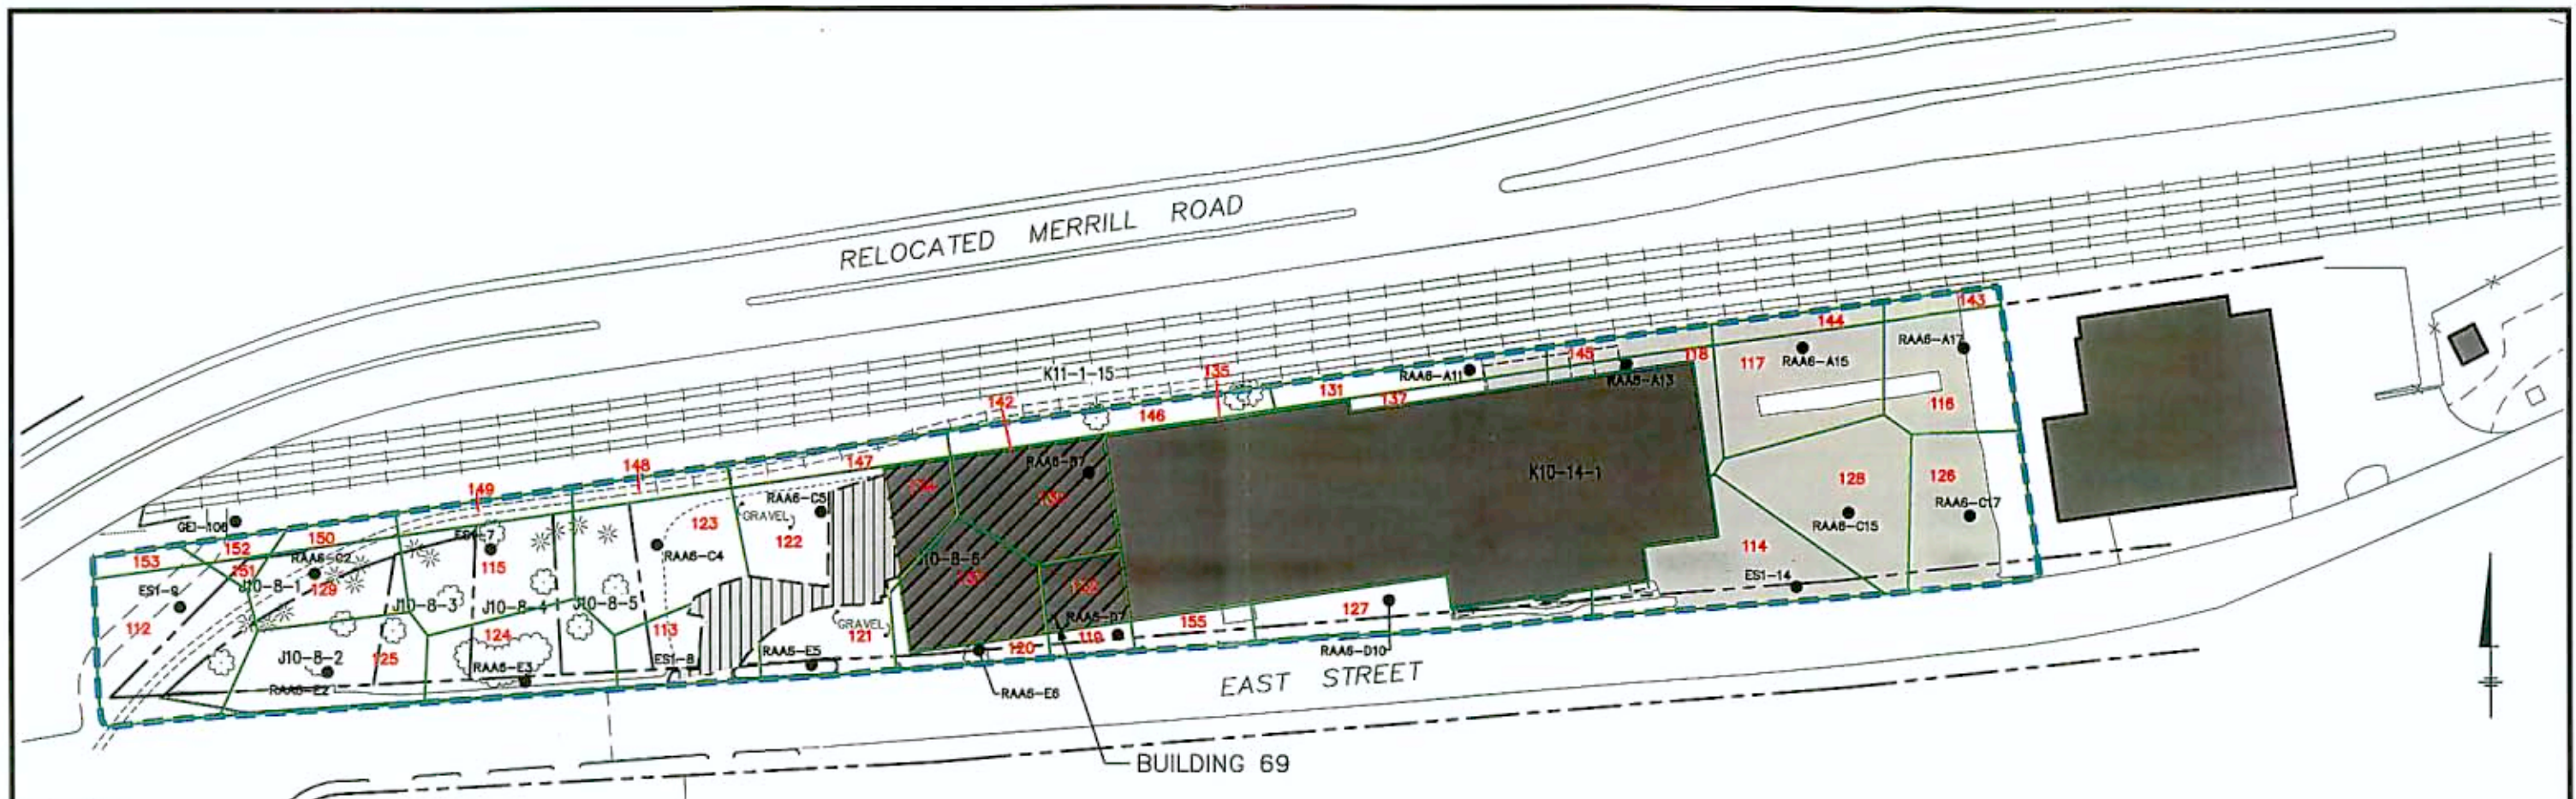 RELOCATED MERRILL ROAD
143
144
RAA6-A17
145
118
117
RAA6-A15
K11-1-15
135
131
RAA6-A11
RAA6-A13
137
116
142
146
K10-14-1
148
147
149
128
126
RAA6-C17
RAA6-C15
RAA6-C5
GRAVEL
123
122
GE1-106
150
152
153
151
RAA6-C2
115
RAA6-C4
114
ES1-14
J10-8-1
129
ES1-9
112
J10-8-3
J10-8-4
J10-8-5
J10-8-6
RAA6-D7
127
124
113
121
GRAVEL
119
155
120
J10-8-2
125
ES1-8
RAA6-E5
RAA6-E3
RAA6-E2
RAA6-E6
RAA6-D10
EAST STREET
BUILDING 69